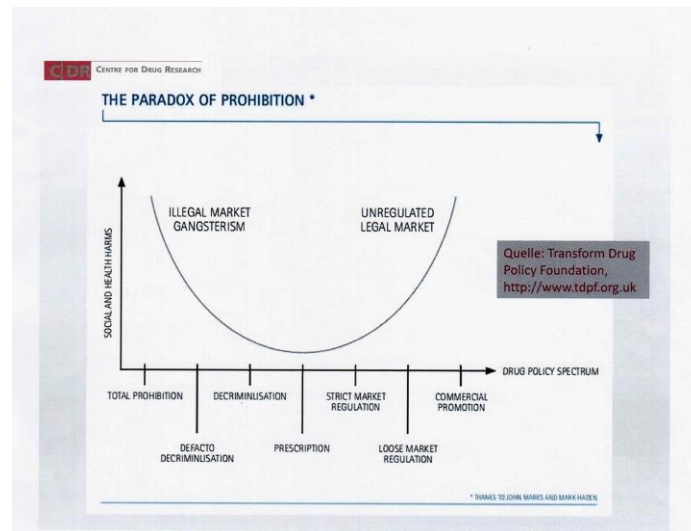 CDR CENTRE FOR DRUG RESEARCH
THE PARADOX OF PROHIBITION *
ILLEGAL MARKET
GANGSTERISM
UNREGULATED
LEGAL MARKET
Quelle: Transform Drug
Policy Foundation,
http://www.tdpf.org.uk
SOCIAL AND HEALTH HARMS
DRUG POLICY SPECTRUM
TOTAL PROHIBITION
DECRIMINLISATION
STRICT MARKET
REGULATION
COMMERCIAL
PROMOTION
DEFACTO
DECRIMINLISATION
PRESCRIPTION
LOOSE MARKET
REGULATION
* THANKS TO JOHN MARKS AND MARK HADEN